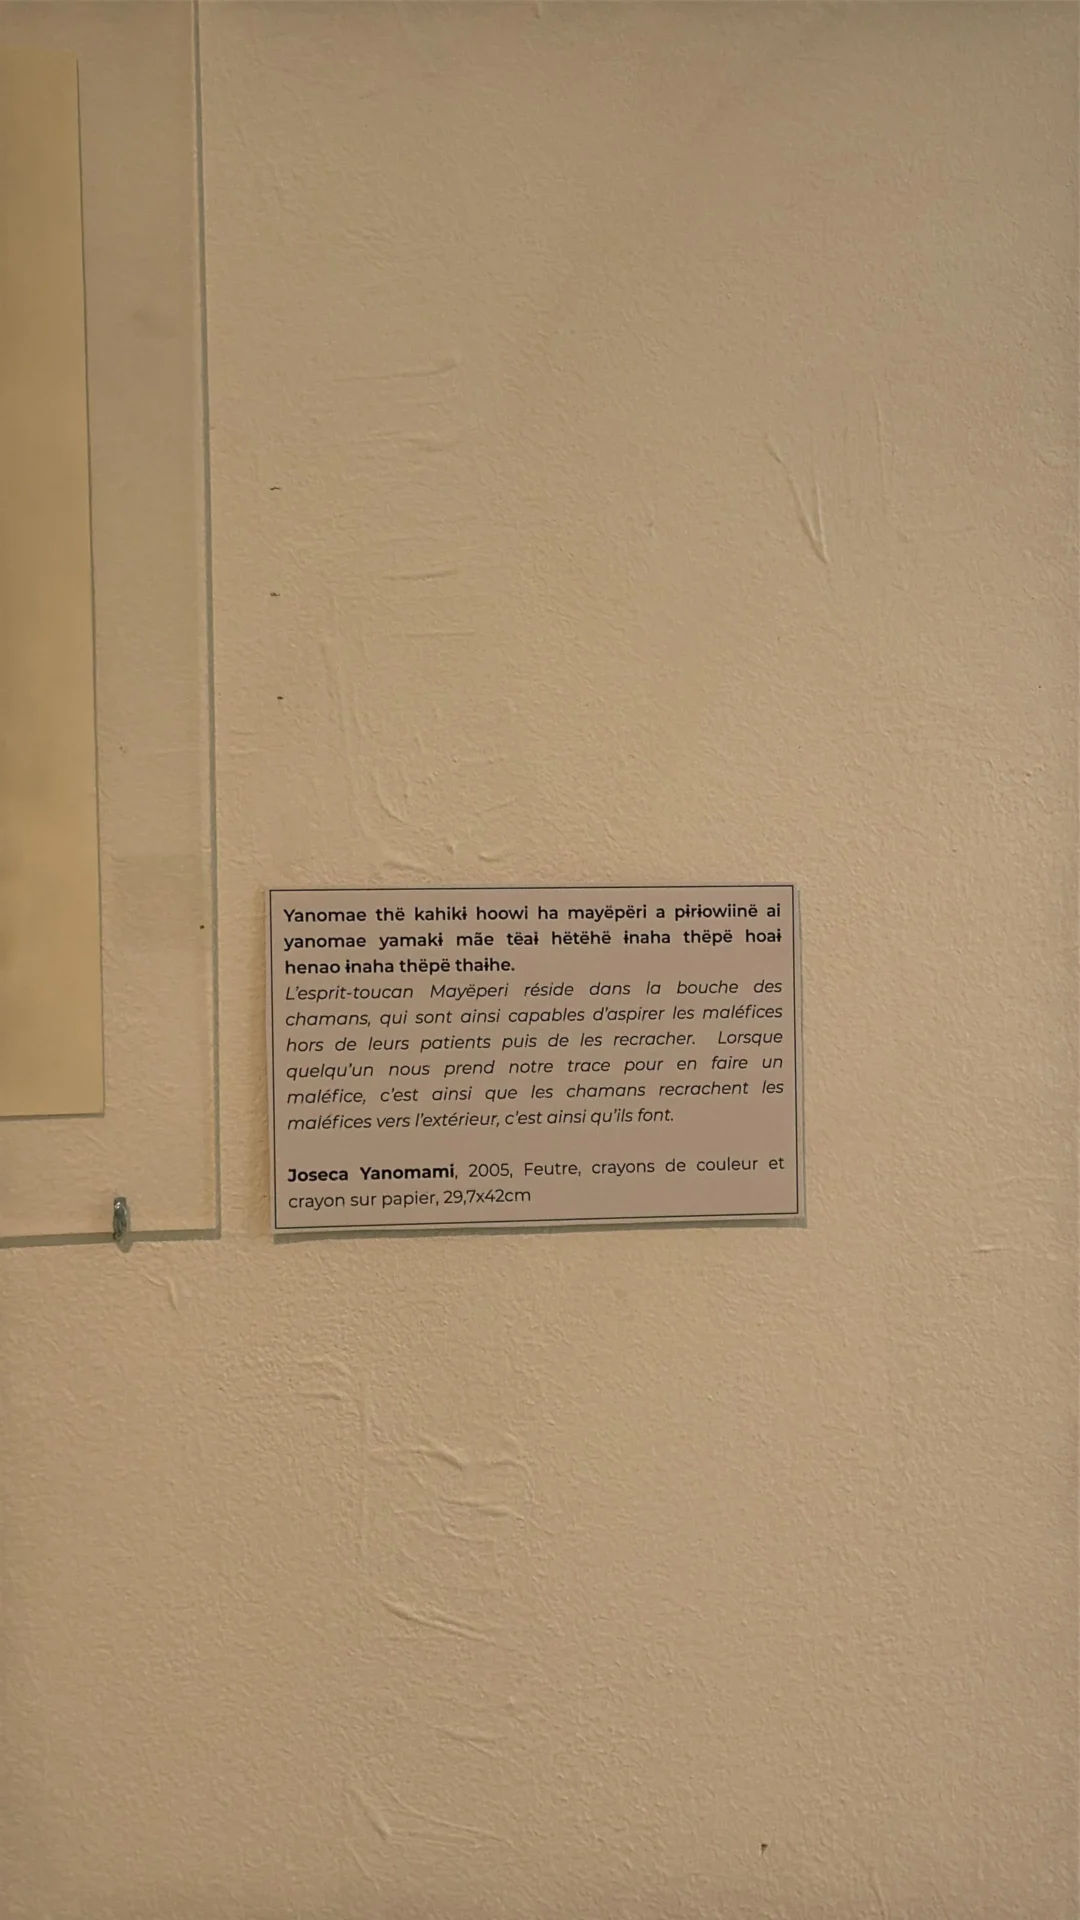 Yanomae thë kahikɨ hoowi ha mayëpëri a pɨrɨowiinë ai
yanomae yamakɨ mãe tëaɨ hëtëhë ɨnaha thëpë hoaɨ
henao ɨnaha thëpë thaɨhe.
L'esprit-toucan Mayëperi réside dans la bouche des
chamans, qui sont ainsi capables d'aspirer les maléfices
hors de leurs patients puis de les recracher. Lorsque
quelqu'un nous prend notre trace pour en faire un
maléfice, c'est ainsi que les chamans recrachent les
maléfices vers l'extérieur, c'est ainsi qu'ils font.
Joseca Yanomami, 2005, Feutre, crayons de couleur et
crayon sur papier, 29,7x42cm